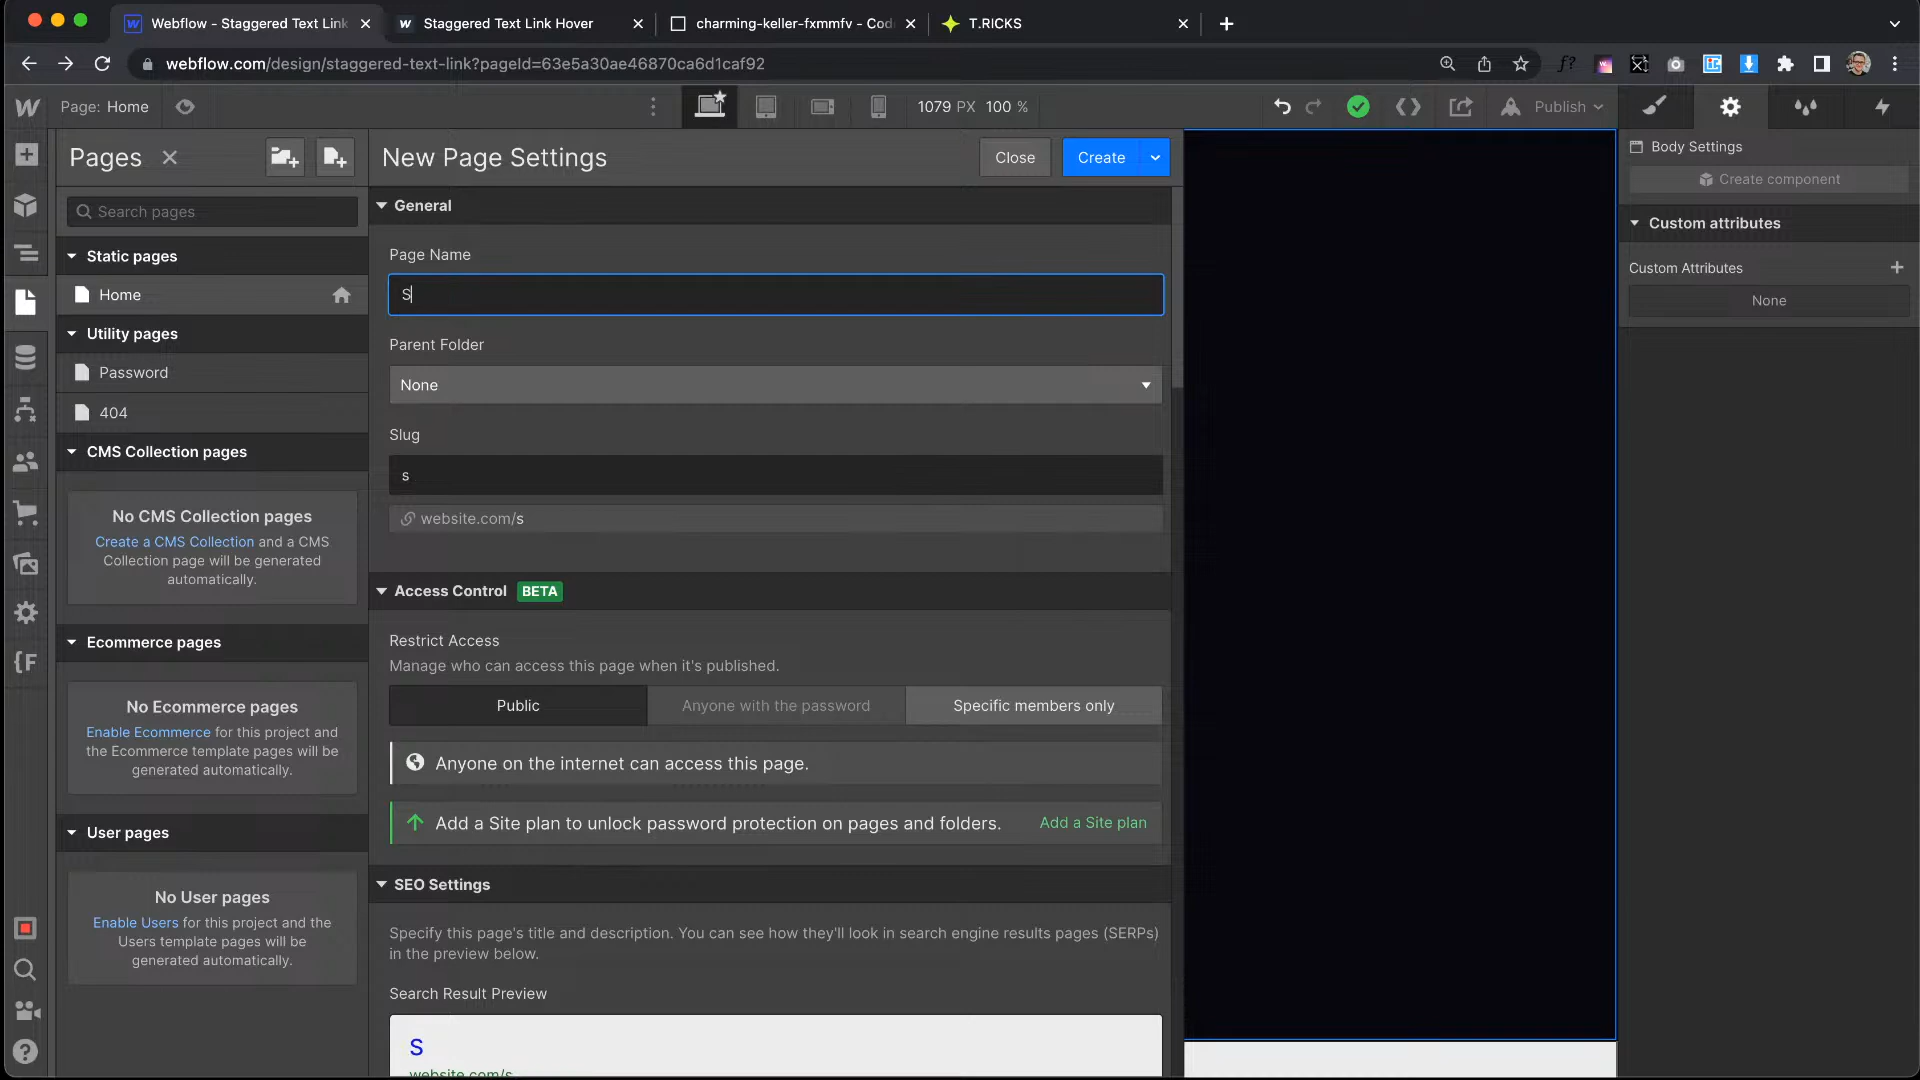 Webflow - Staggered Text Link
Staggered Text Link Hover
charming-keller-fxmmfv - Cod
T.RICKS
webflow.com/design/staggered-text-link?pageId=63e5a30ae46870ca6d1caf92
Page: Home
1079 PX 100 %
Publish
Pages
New Page Settings
Close
Create
Body Settings
Create component
Search pages
General
Custom attributes
Static pages
Page Name
Custom Attributes
Home
S
None
Utility pages
Parent Folder
Password
None
404
Slug
CMS Collection pages
s
No CMS Collection pages
website.com/s
Create a CMS Collection and a CMS
Collection page will be generated
automatically.
Access Control BETA
Ecommerce pages
Restrict Access
Manage who can access this page when it's published.
No Ecommerce pages
Public
Anyone with the password
Specific members only
Enable Ecommerce for this project and
the Ecommerce template pages will be
generated automatically.
Anyone on the internet can access this page.
User pages
Add a Site plan to unlock password protection on pages and folders.
Add a Site plan
SEO Settings
No User pages
Enable Users for this project and the
Users template pages will be
generated automatically.
Specify this page's title and description. You can see how they'll look in search engine results pages (SERPs)
in the preview below.
Search Result Preview
S
website.com/s